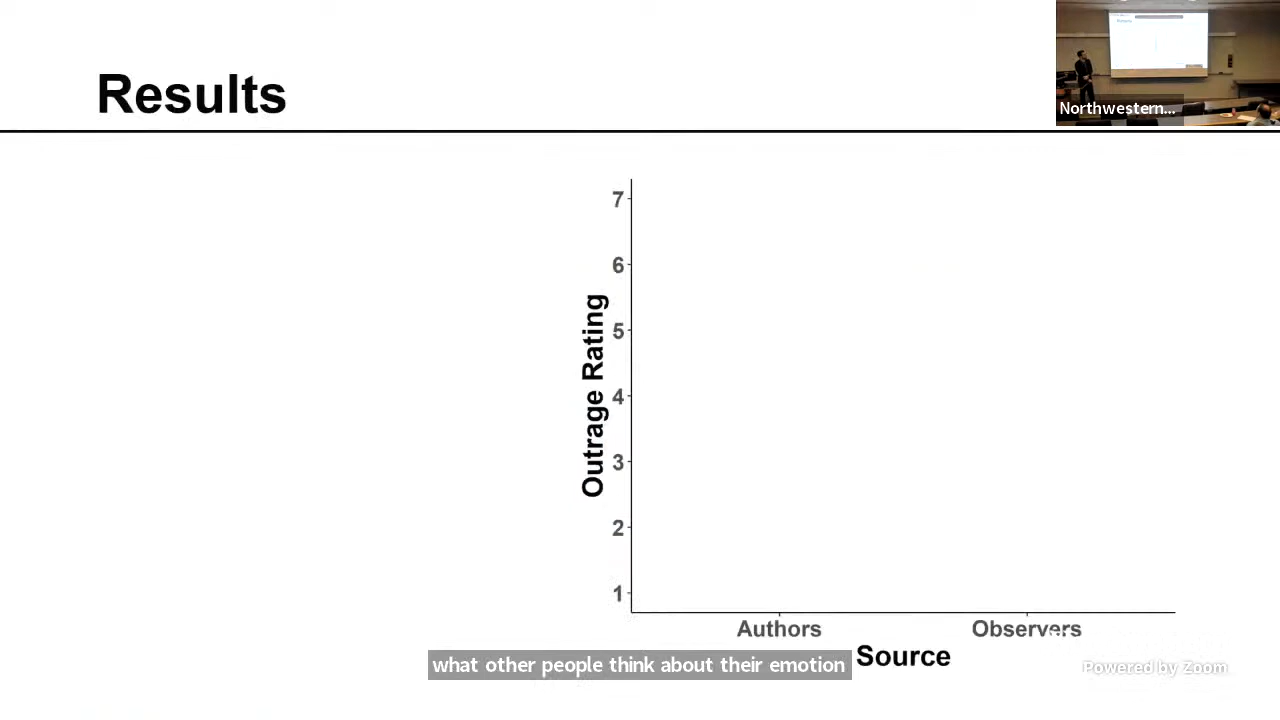 Northwestern...
Results
7
6
5
4
3
2
1
Outrage Rating
Authors
Observers
Source
what other people think about their emotion
Powered by Zoom